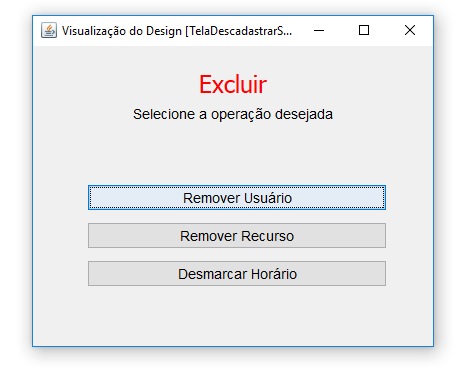 Visualização do Design [TelaDescadastrarS...
Excluir
Selecione a operação desejada
Remover Usuário
Remover Recurso
Desmarcar Horário